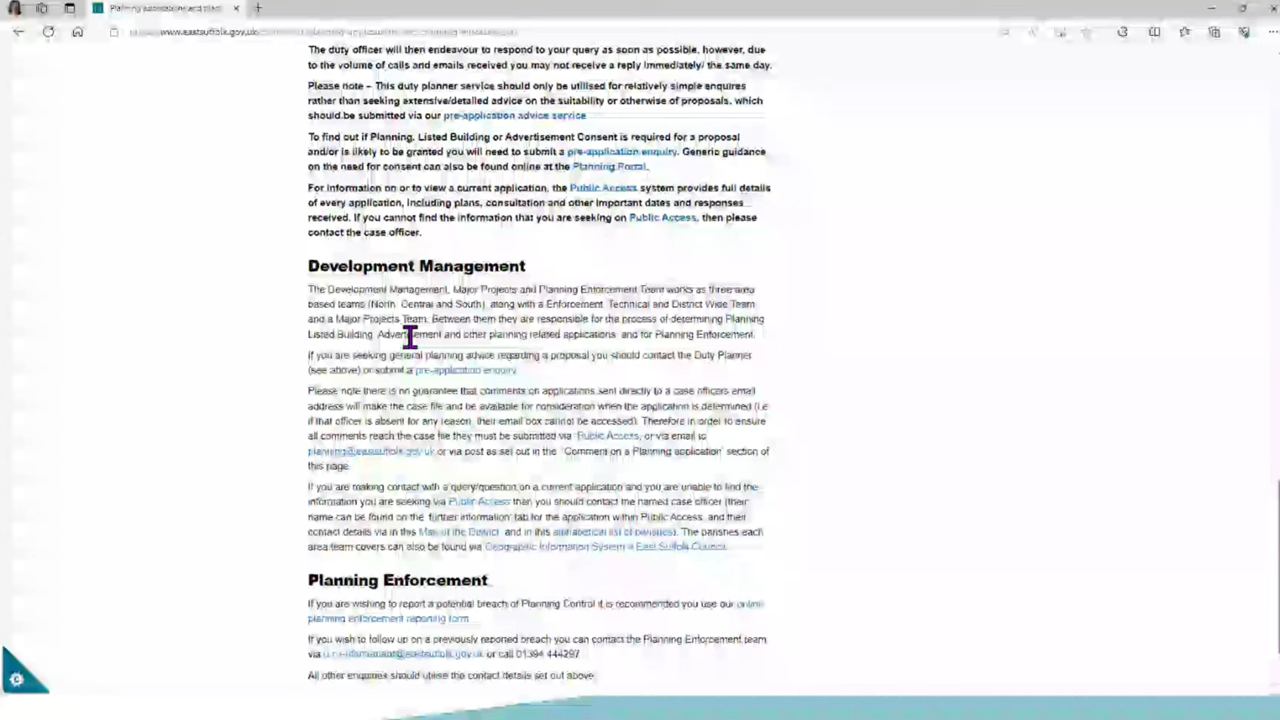 Planning applications and
www.eastsuffolk.gov.uk
The duty officer will then endeavour to respond to your query as soon as possible, however, due
to the volume of calls and emails received you may not receive a reply immediately/ the same day.
Please note – This duty planner service should only be utilised for relatively simple enquires
rather than seeking extensive/detailed advice on the suitability or otherwise of proposals, which
should be submitted via our pre-application advice service
To find out if Planning, Listed Building or Advertisement Consent is required for a proposal
and/or is likely to be granted you will need to submit a pre-application enquiry. Generic guidance
on the need for consent can also be found online at the Planning Portal.
For information on or to view a current application, the Public Access system provides full details
of every application, including plans, consultation and other important dates and responses
received. If you cannot find the information that you are seeking on Public Access, then please
contact the case officer.
Development Management
The Development Management, Major Projects and Planning Enforcement Team works as three area
based teams (North, Central and South), along with a Enforcement, Technical and District Wide Team
and a Major Projects Team. Between them they are responsible for the process of determining Planning
Listed Building, Advertisement and other planning related applications, and for Planning Enforcement.
If you are seeking general planning advice regarding a proposal you should contact the Duty Planner
(see above) or submit a pre-application enquiry.
Please note there is no guarantee that comments on applications sent directly to a case officers email
address will make the case file and be available for consideration when the application is determined (i.e
if that officer is absent for any reason, their email box cannot be accessed). Therefore in order to ensure
all comments reach the case file they must be submitted via Public Access, or via email to
planning@eastsuffolk.gov.uk or via post as set out in the 'Comment on a Planning application' section of
this page.
If you are making contact with a query/question on a current application and you are unable to find the
information you are seeking via Public Access then you should contact the named case officer (their
name can be found on the 'further information' tab for the application within Public Access, and their
contact details via in this Map of the District, and in this alphabetical list of parishes). The parishes each
area team covers can also be found via Geographic Information System » East Suffolk Council.
Planning Enforcement
If you are wishing to report a potential breach of Planning Control it is recommended you use our online
planning enforcement reporting form
If you wish to follow up on a previously reported breach you can contact the Planning Enforcement team
via @eastsuffolk.gov.uk or call 01394 444297
All other enquiries should utilise the contact details set out above